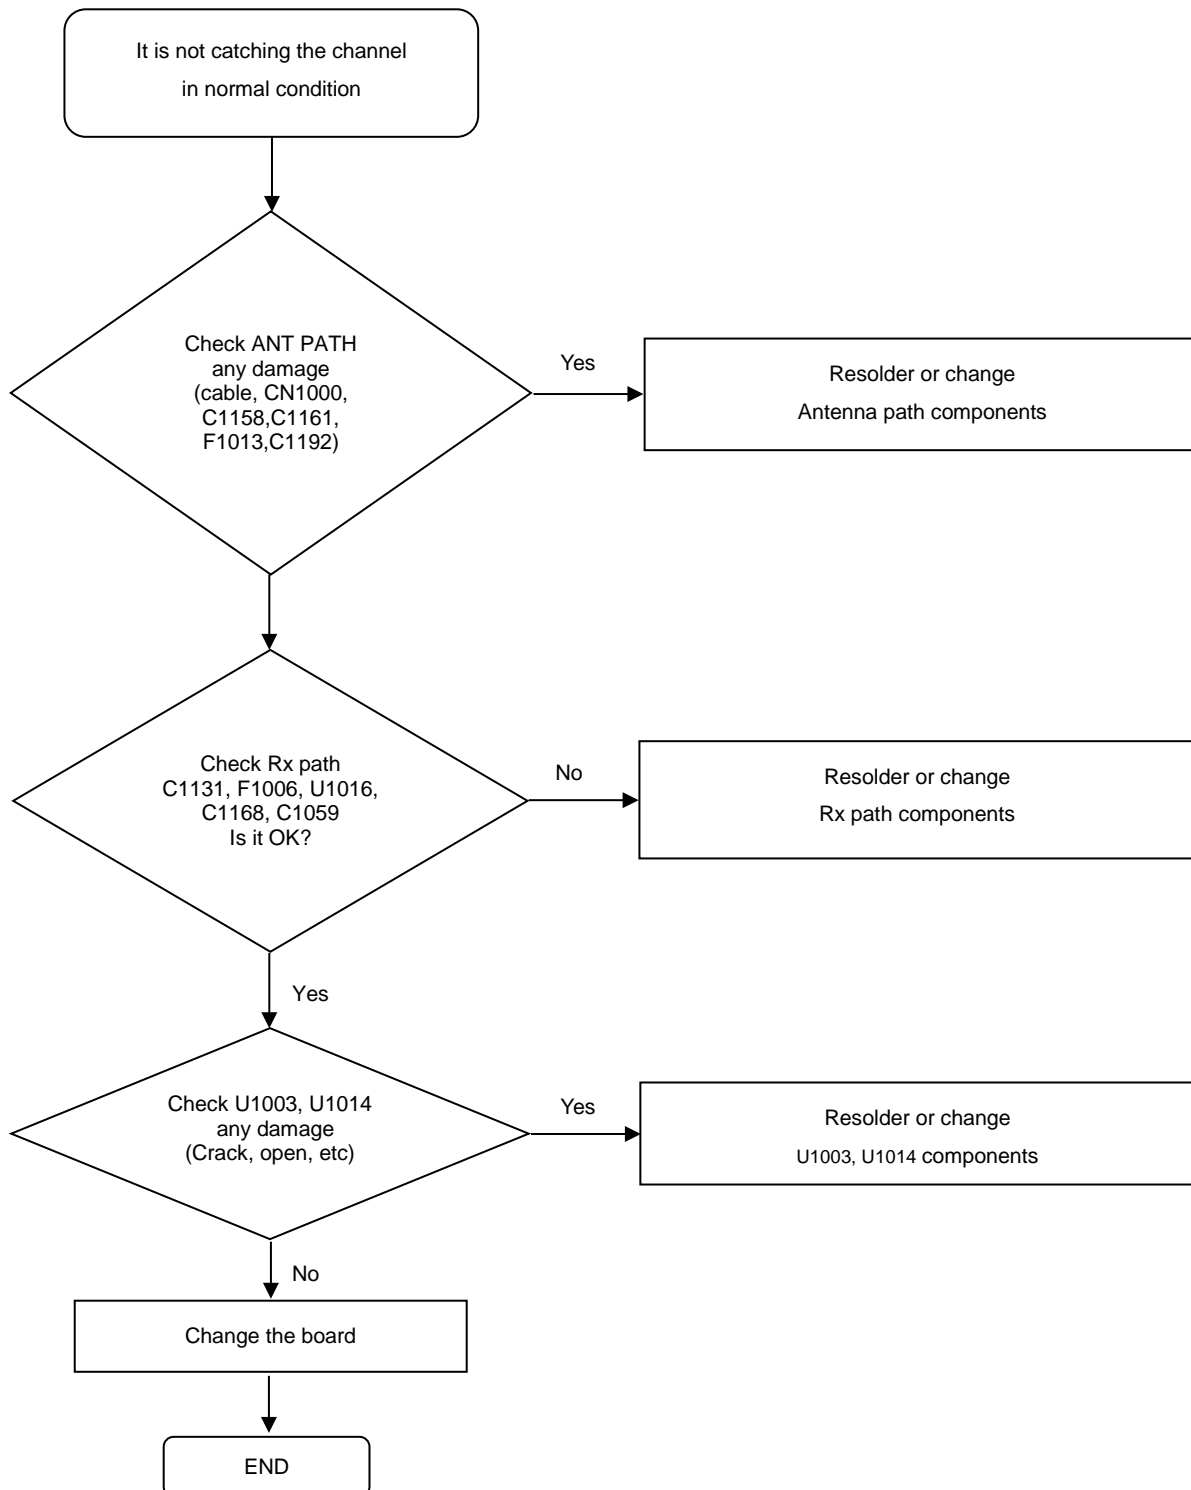 It is not catching the channel
in normal condition
Check ANT PATH
any damage
(cable, CN1000,
C1158,C1161,
F1013,C1192)
Yes
Resolder or change
Antenna path components
Check Rx path
C1131, F1006, U1016,
C1168, C1059
Is it OK?
No
Resolder or change
Rx path components
Yes
Check U1003, U1014
any damage
(Crack, open, etc)
Yes
Resolder or change
U1003, U1014 components
No
Change the board
END